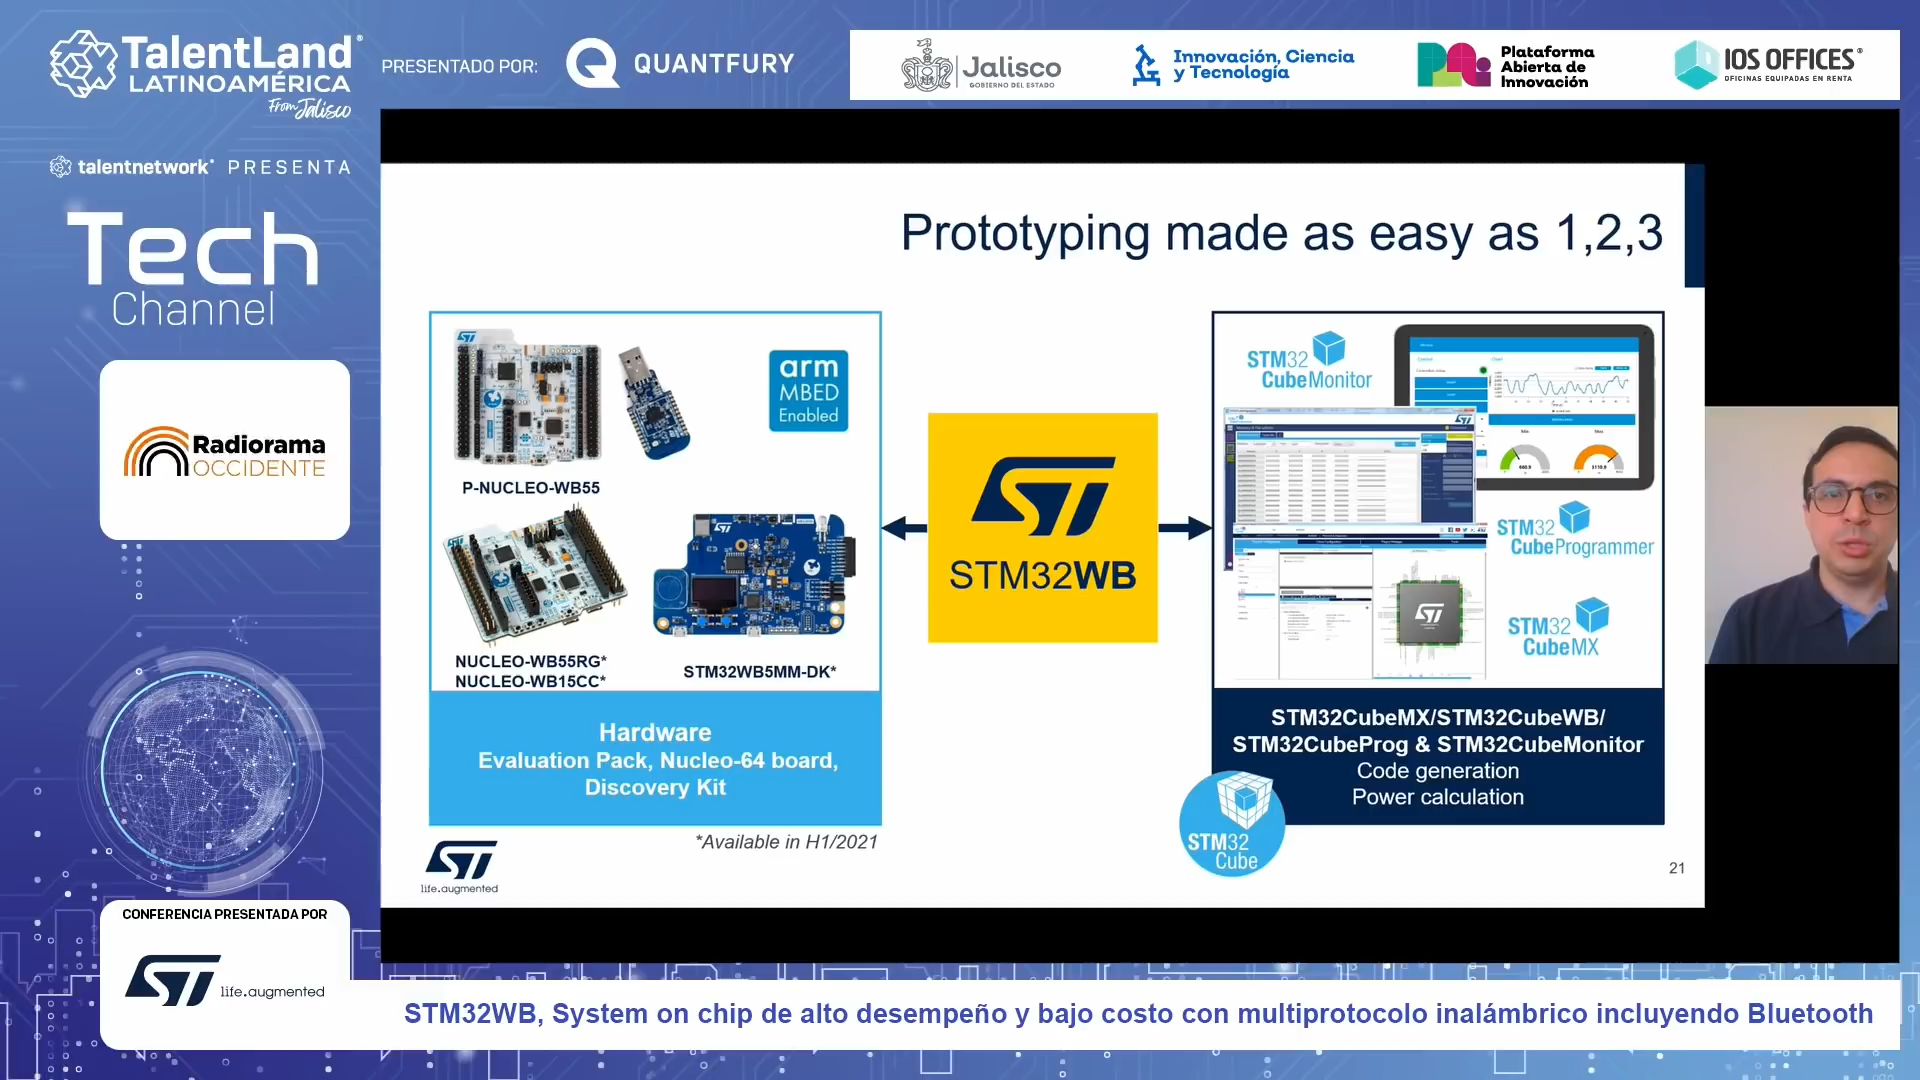 TalentLand®
LATINOAMÉRICA
From Jalisco
PRESENTADO POR:
QUANTFURY
Jalisco
GOBIERNO DEL ESTADO
Innovación, Ciencia
y Tecnología
Plataforma
Abierta de
Innovación
IOS OFFICES®
OFICINAS EQUIPADAS EN RENTA
talentnetwork® PRESENTA
Tech
Channel
Radiorama
OCCIDENTE
CONFERENCIA PRESENTADA POR
ST life.augmented
Prototyping made as easy as 1,2,3
arm
MBED
Enabled
P-NUCLEO-WB55
NUCLEO-WB55RG*
NUCLEO-WB15CC*
STM32WB5MM-DK*
Hardware
Evaluation Pack, Nucleo-64 board,
Discovery Kit
*Available in H1/2021
ST
life.augmented
ST
STM32WB
STM32
CubeMonitor
STM32
CubeProgrammer
STM32
CubeMX
STM32CubeMX/STM32CubeWB/
STM32CubeProg & STM32CubeMonitor
Code generation
Power calculation
STM32
Cube
21
STM32WB, System on chip de alto desempeño y bajo costo con multiprotocolo inalámbrico incluyendo Bluetooth